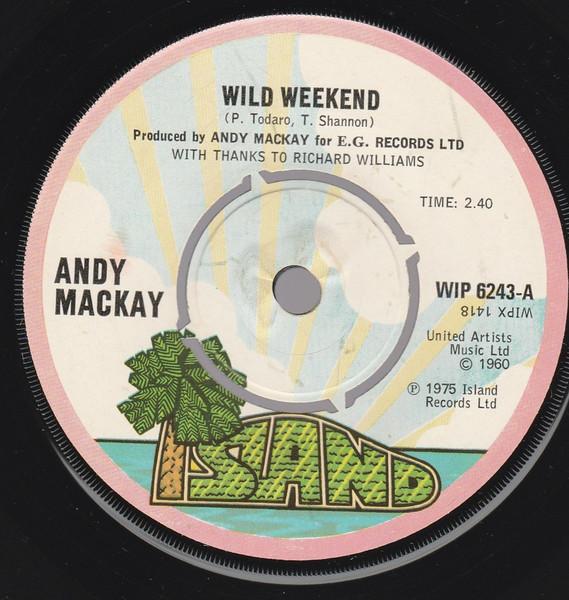 WILD WEEKEND
(P. Todaro, T. Shannon)
Produced by ANDY MACKAY for E.G. RECORDS LTD
WITH THANKS TO RICHARD WILLIAMS
TIME: 2.40
ANDY
MACKAY
WIP 6243-A
WIPX 1418
United Artists
Music Ltd
© 1960
℗ 1975 Island
Records Ltd
ISLAND